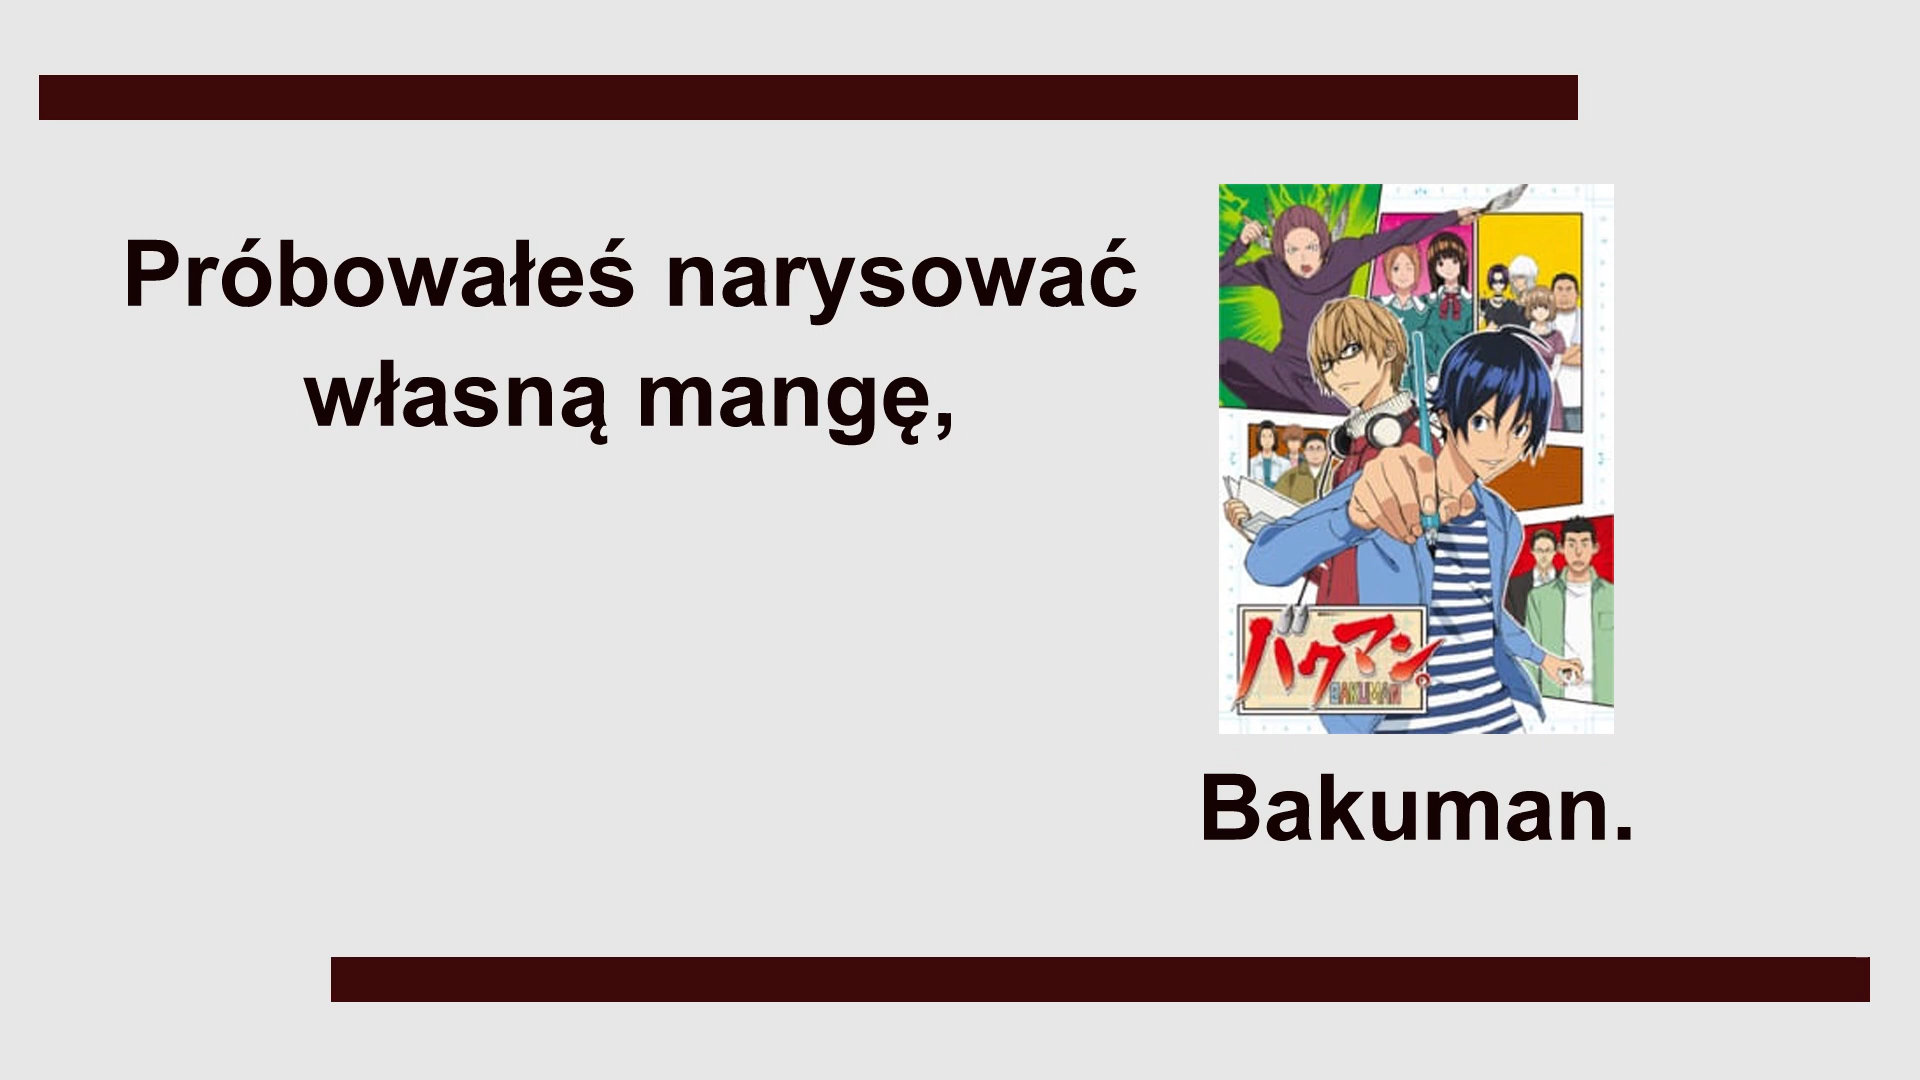 Próbowałeś narysować
własną mangę,
バクマン。
BAKUMAN
Bakuman.